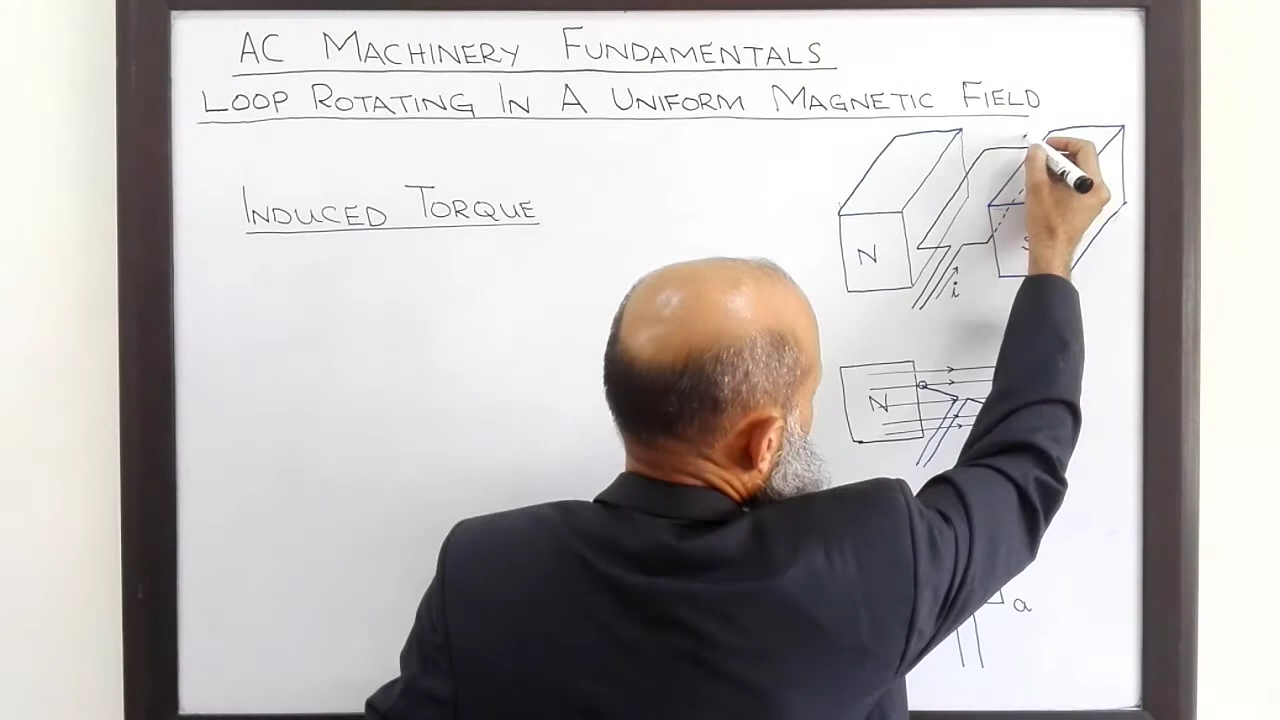 AC MACHINERY FUNDAMENTALS
LOOP ROTATING IN A UNIFORM MAGNETIC FIELD
INDUCED TORQUE
N
S
i
N
a